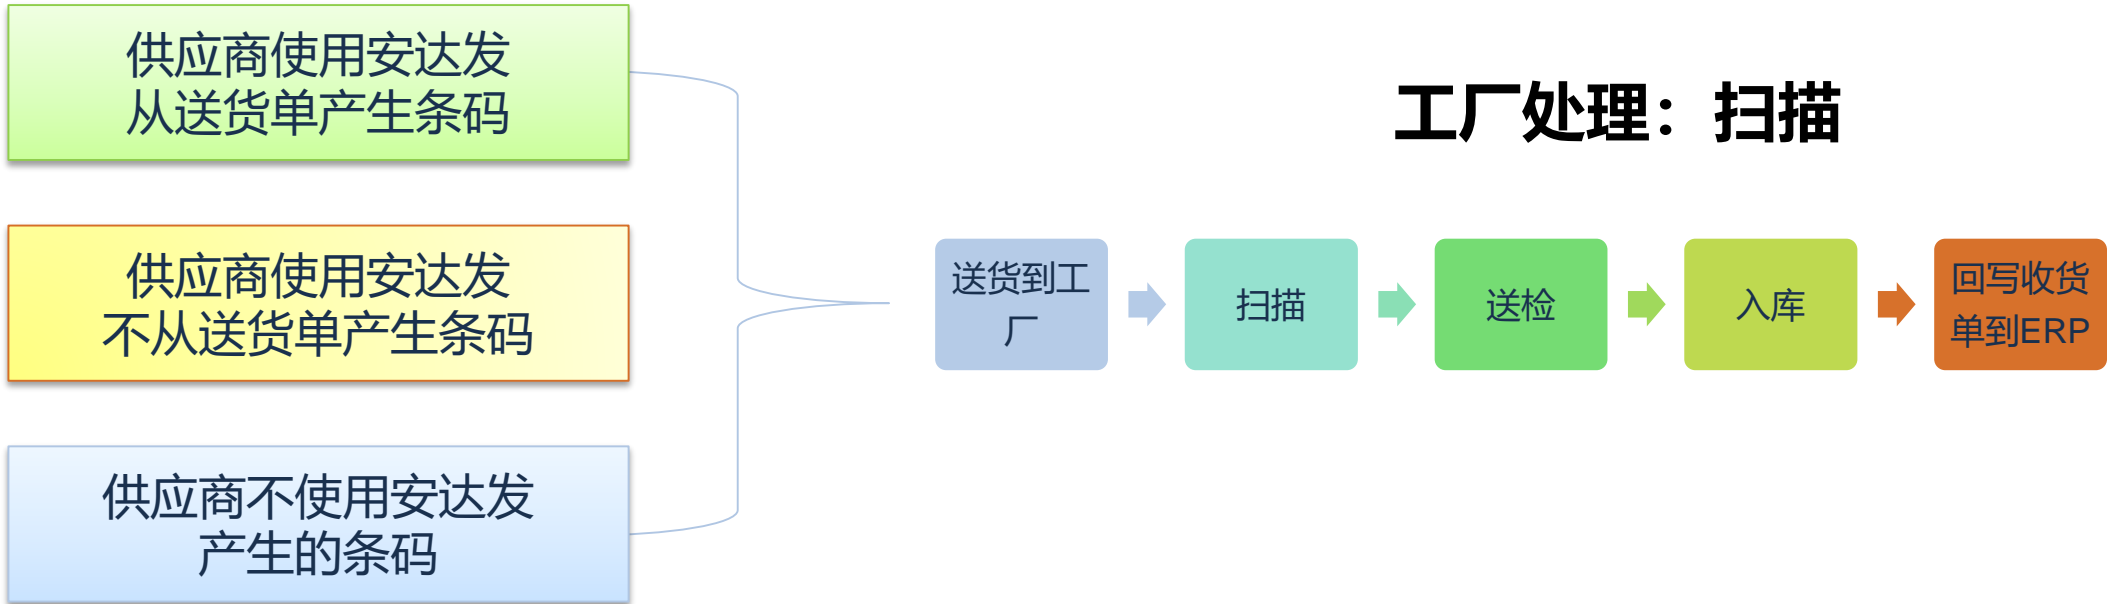 供应商使用安达发
从送货单产生条码
供应商使用安达发
不从送货单产生条码
供应商不使用安达发
产生的条码
工厂处理：扫描
送货到工
厂
扫描
送检
入库
回写收货
单到ERP